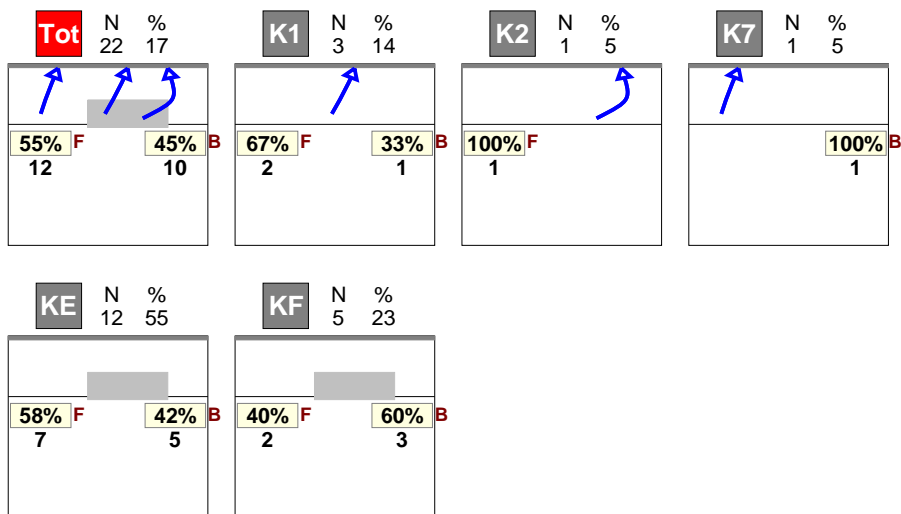 Tot N % 22 17
K1 N % 3 14
K2 N % 1 5
K7 N % 1 5
55% F 45% B
12 10
67% F 33% B
2 1
100% F
1
100% B
1
KE N % 12 55
KF N % 5 23
58% F 42% B
7 5
40% F 60% B
2 3